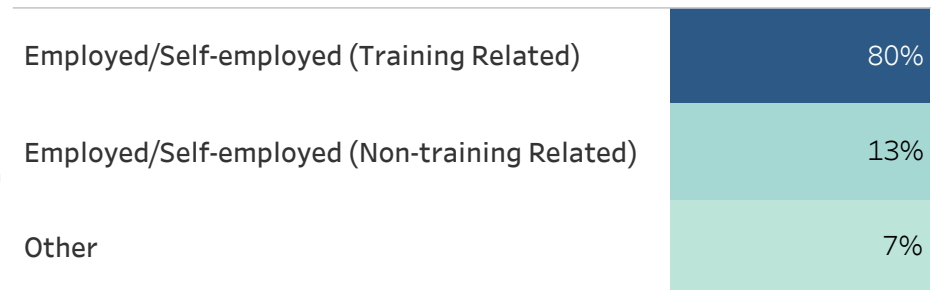 Employed/Self-employed (Training Related) 80%
Employed/Self-employed (Non-training Related) 13%
Other 7%